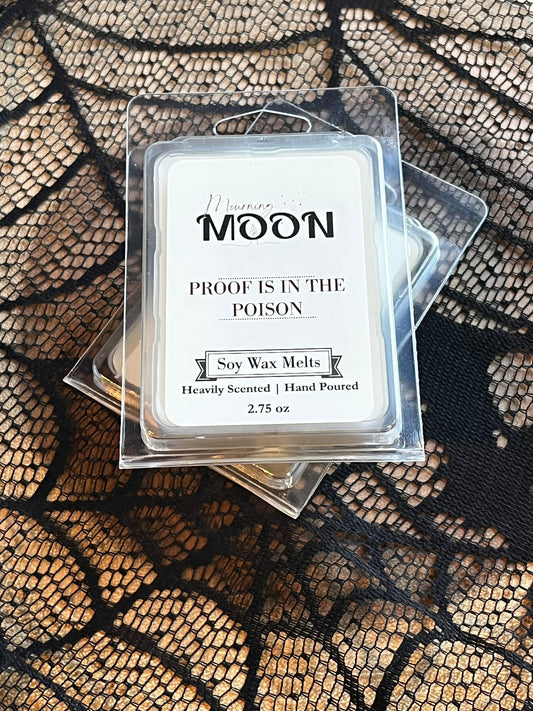 Mourning
MOON
PROOF IS IN THE
POISON
Soy Wax Melts
Heavily Scented | Hand Poured
2.75 oz